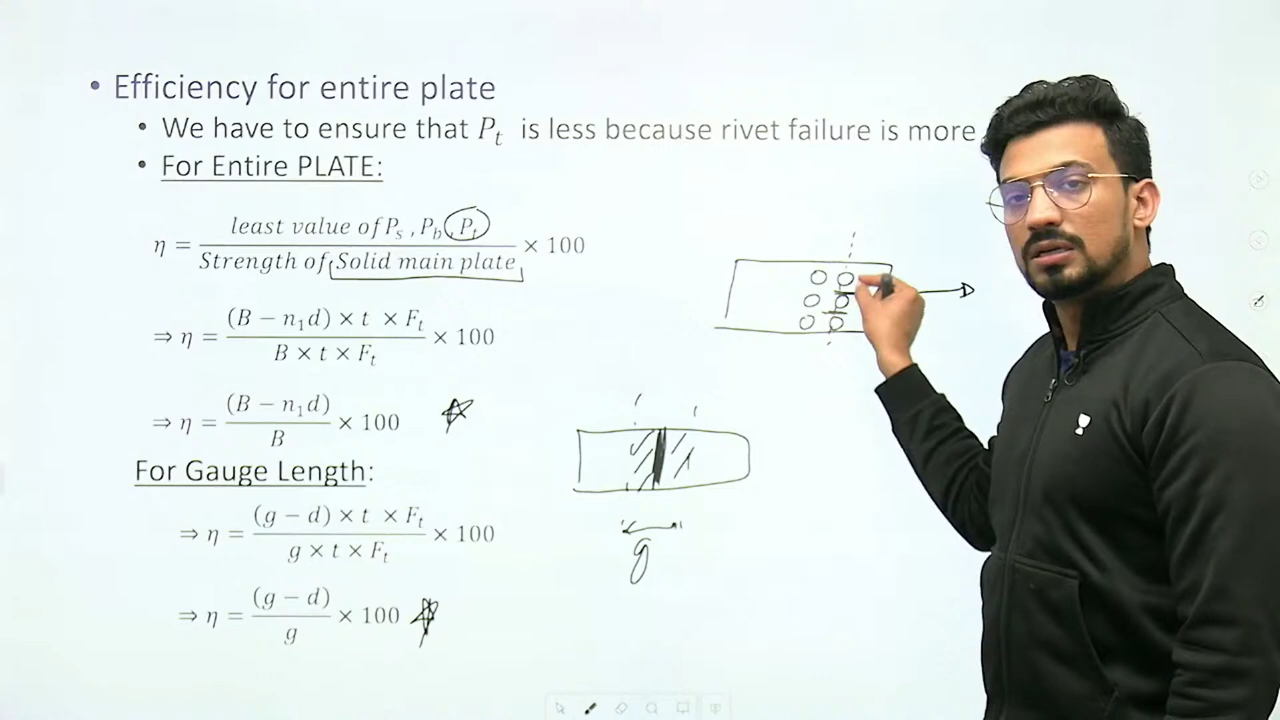 • Efficiency for entire plate
• We have to ensure that P_t is less because rivet failure is more
• For Entire PLATE:
η = least value of P_s , P_b , P_t / Strength of Solid main plate × 100
⇒ η = (B − n_1d) × t × F_t / B × t × F_t × 100
⇒ η = (B − n_1d) / B × 100
For Gauge Length:
⇒ η = (g − d) × t × F_t / g × t × F_t × 100
⇒ η = (g − d) / g × 100
g